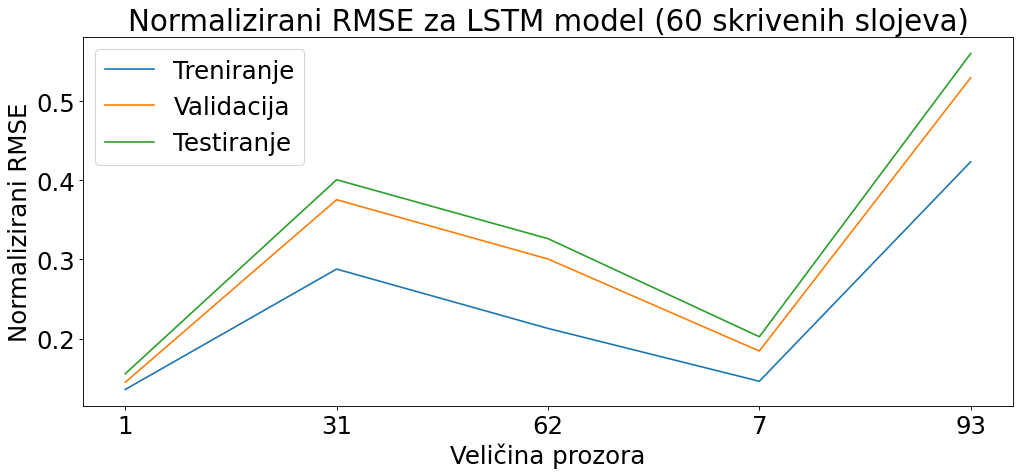 Normalizirani RMSE za LSTM model (60 skrivenih slojeva)
Treniranje
Validacija
Testiranje
Normalizirani RMSE
0.5
0.4
0.3
0.2
1 31 62 7 93
Veličina prozora